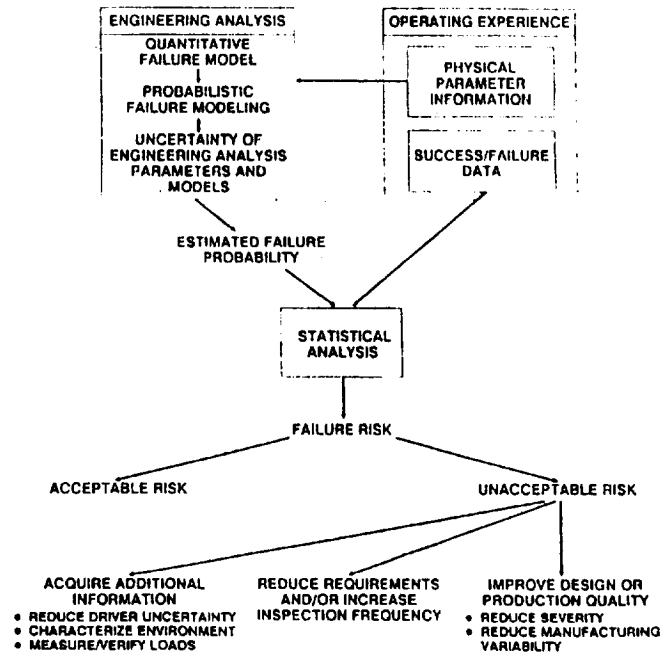 ENGINEERING ANALYSIS
QUANTITATIVE
FAILURE MODEL
PROBABILISTIC
FAILURE MODELING
UNCERTAINTY OF
ENGINEERING ANALYSIS
PARAMETERS AND
MODELS
OPERATING EXPERIENCE
PHYSICAL
PARAMETER
INFORMATION
SUCCESS/FAILURE
DATA
ESTIMATED FAILURE
PROBABILITY
STATISTICAL
ANALYSIS
FAILURE RISK
ACCEPTABLE RISK
UNACCEPTABLE RISK
ACQUIRE ADDITIONAL
INFORMATION
• REDUCE DRIVER UNCERTAINTY
• CHARACTERIZE ENVIRONMENT
• MEASURE/VERIFY LOADS
REDUCE REQUIREMENTS
AND/OR INCREASE
INSPECTION FREQUENCY
IMPROVE DESIGN OR
PRODUCTION QUALITY
• REDUCE SEVERITY
• REDUCE MANUFACTURING
VARIABILITY